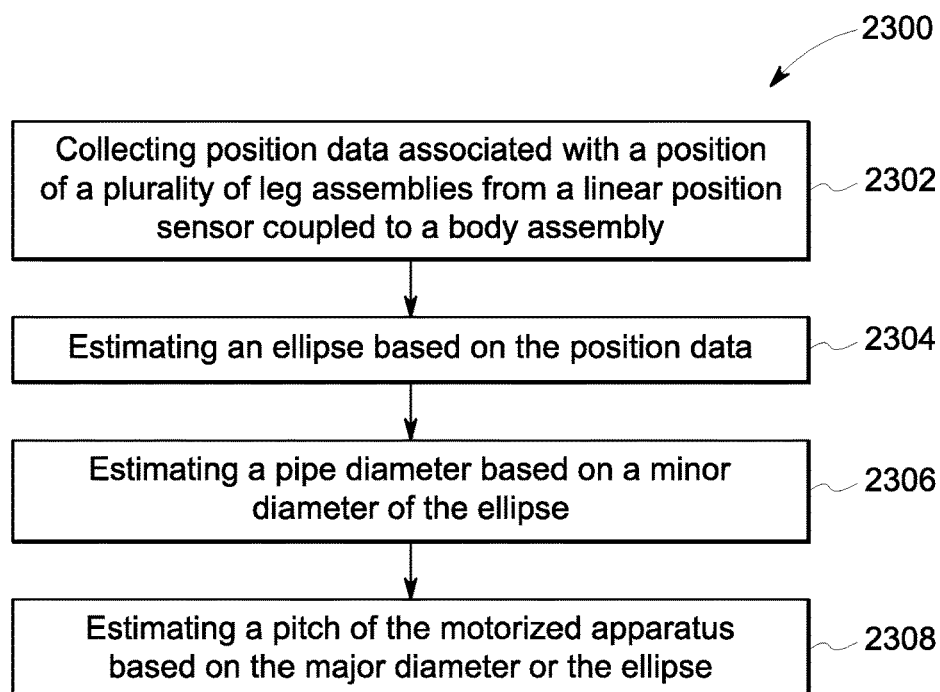 2300
Collecting position data associated with a position
of a plurality of leg assemblies from a linear position
sensor coupled to a body assembly
2302
Estimating an ellipse based on the position data
2304
Estimating a pipe diameter based on a minor
diameter of the ellipse
2306
Estimating a pitch of the motorized apparatus
based on the major diameter or the ellipse
2308